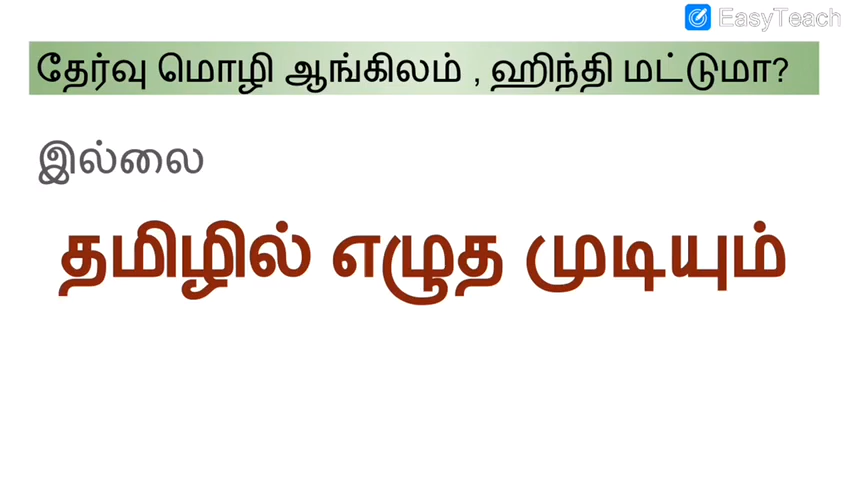 EasyTeach
தேர்வு மொழி ஆங்கிலம் , ஹிந்தி மட்டுமா?
இல்லை
தமிழில் எழுத முடியும்